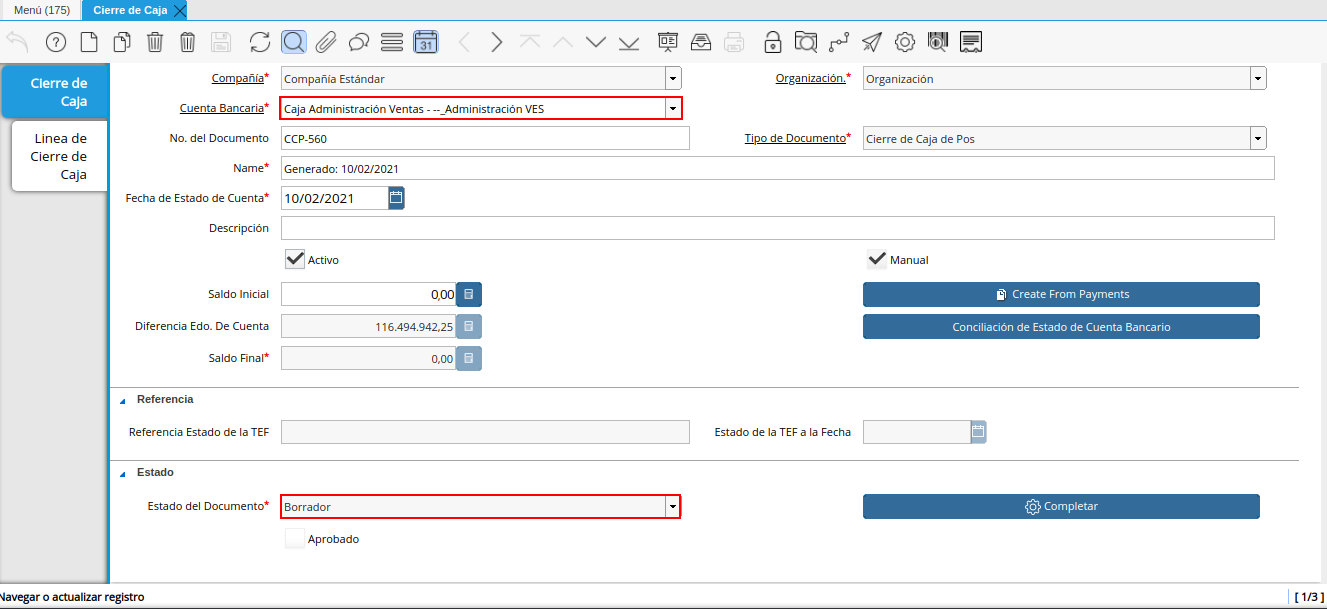 Menú (175) Cierre de Caja
31
Cierre de
Caja
Linea de
Cierre de
Caja
Compañía* Compañía Estándar Organización.* Organización
Cuenta Bancaria* Caja Administración Ventas - --_Administración VES
No. del Documento CCP-560 Tipo de Documento* Cierre de Caja de Pos
Name* Generado: 10/02/2021
Fecha de Estado de Cuenta* 10/02/2021
Descripción
Activo Manual
Saldo Inicial 0,00 Create From Payments
Diferencia Edo. De Cuenta 116.494.942,25 Conciliación de Estado de Cuenta Bancario
Saldo Final* 0,00
Referencia
Referencia Estado de la TEF Estado de la TEF a la Fecha
Estado
Estado del Documento* Borrador Completar
Aprobado
Navegar o actualizar registro [ 1/3 ]